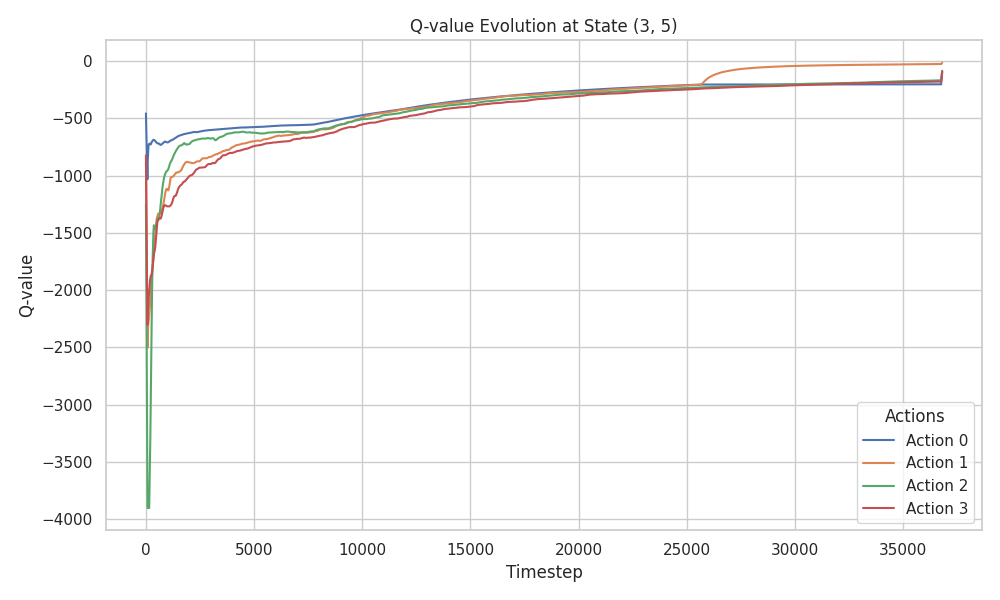 Q-value Evolution at State (3, 5)
0
−500
−1000
−1500
−2000
−2500
−3000
−3500
−4000
Q-value
0
5000
10000
15000
20000
25000
30000
35000
Timestep
Actions
Action 0
Action 1
Action 2
Action 3